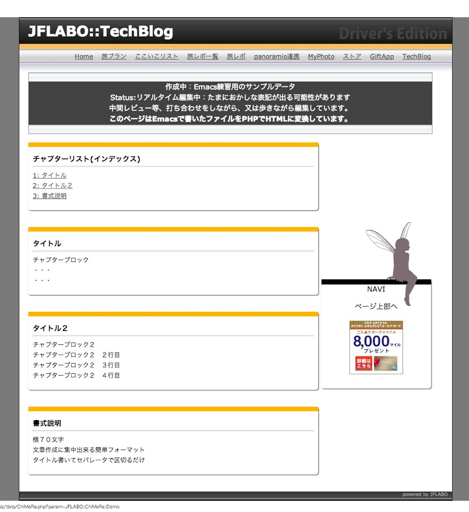 JFLABO::TechBlog
Driver's Edition
Home 旅プラン ここいこリスト 旅レポ一覧 旅レポ panoramio連携 MyPhoto ストア GiftApp TechBlog
作成中：Emacs練習用のサンプルデータ
Status:リアルタイム編集中：たまにおかしな表記が出る可能性があります
中間レビュー等、打ち合わせをしながら、又は歩きながら編集しています。
このページはEmacsで書いたファイルをPHPでHTMLに変換しています。
チャプターリスト(インデックス)
1: タイトル
2: タイトル２
3: 書式説明
タイトル
チャプターブロック
・・・
・・・
NAVI
ページ上部へ
8,000マイル
プレゼント
詳細は
こちら
タイトル２
チャプターブロック２
チャプターブロック２　２行目
チャプターブロック２　３行目
チャプターブロック２　４行目
書式説明
横７０文字
文章作成に集中出来る簡単フォーマット
タイトル書いてセパレータで区切るだけ
powered by JFLABO